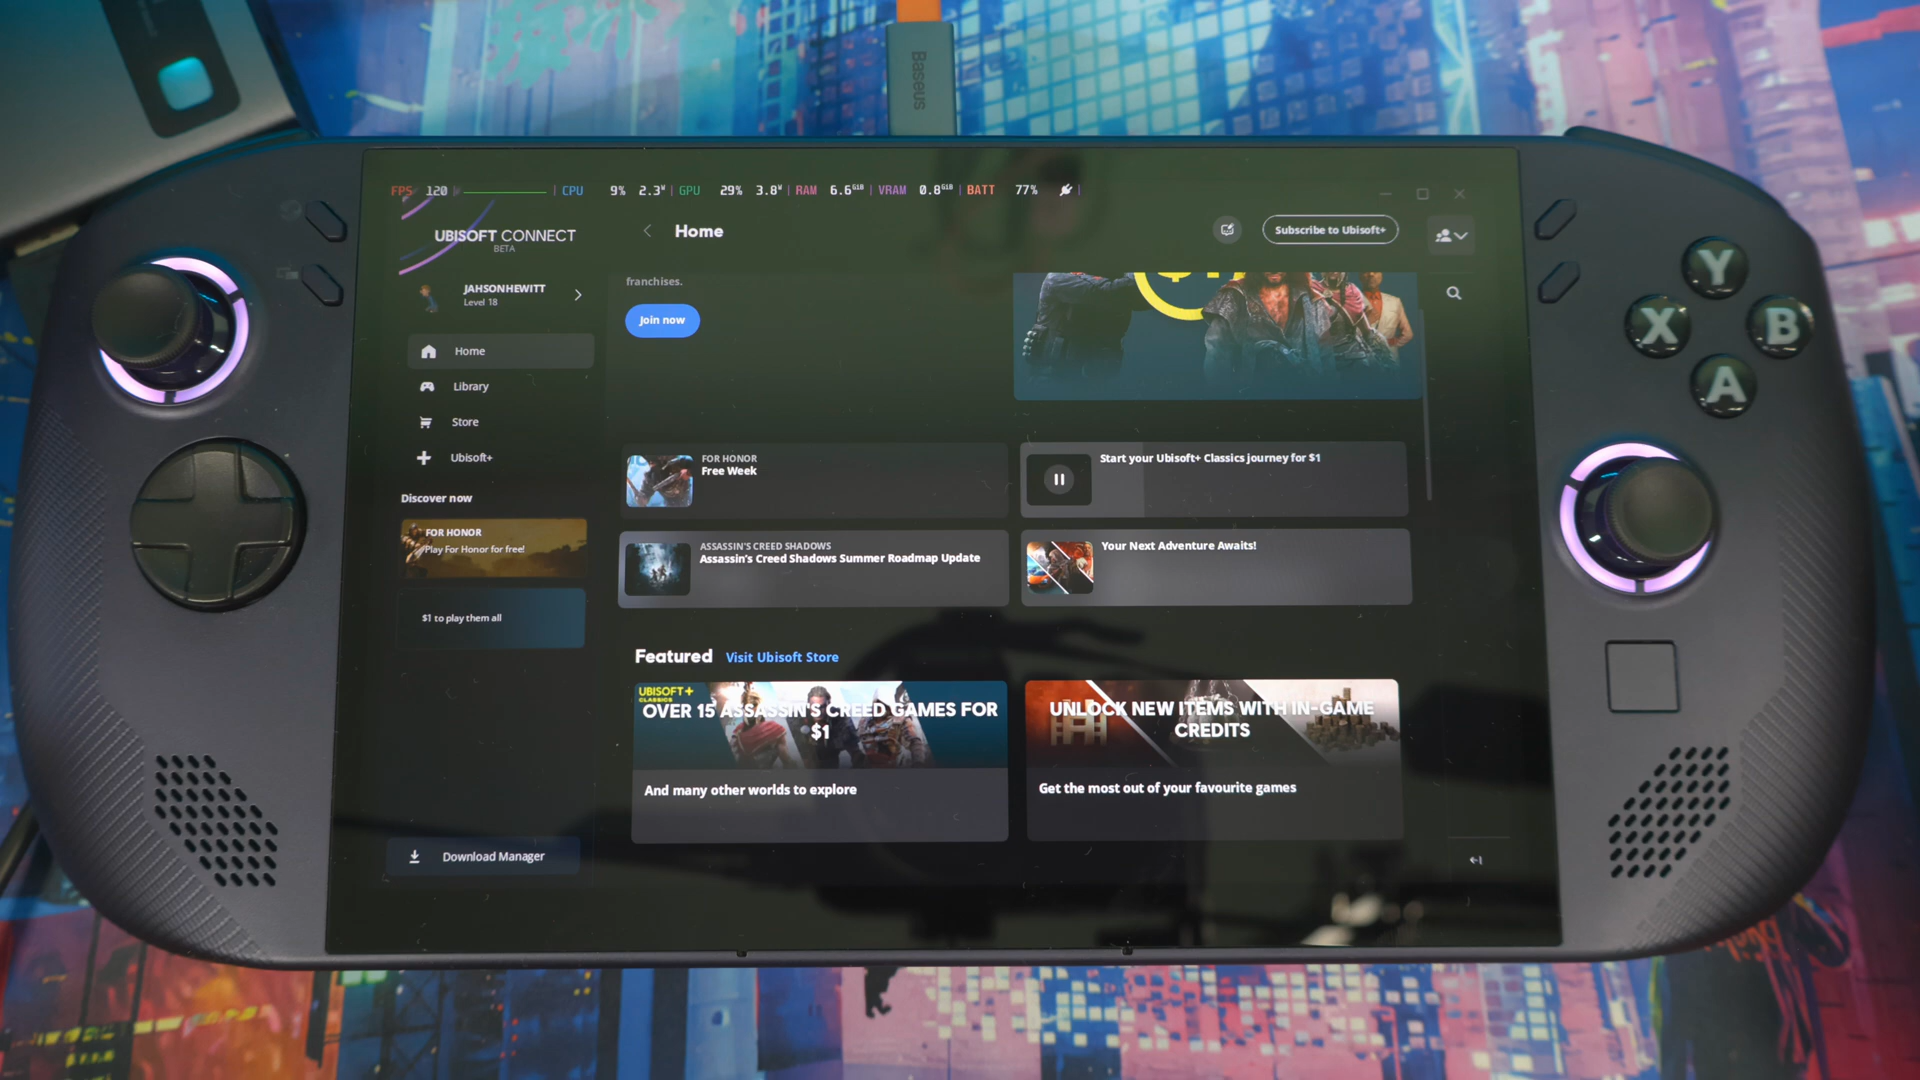 Baseus
FPS 120 CPU 9% 2.3W GPU 29% 3.8W RAM 6.6GiB VRAM 0.8GiB BATT 77%
UBISOFT CONNECT
BETA
Home
Subscribe to Ubisoft+
JAHSONHEWITT
Level 18
franchises.
Join now
Home
Library
Store
Ubisoft+
Discover now
FOR HONOR
Play For Honor for free!
$1 to play them all
Download Manager
FOR HONOR
Free Week
Start your Ubisoft+ Classics journey for $1
ASSASSIN'S CREED SHADOWS
Assassin's Creed Shadows Summer Roadmap Update
Your Next Adventure Awaits!
Featured Visit Ubisoft Store
UBISOFT+
CLASSICS
OVER 15 ASSASSIN'S CREED GAMES FOR
$1
And many other worlds to explore
UNLOCK NEW ITEMS WITH IN-GAME
CREDITS
Get the most out of your favourite games
Y
X B
A